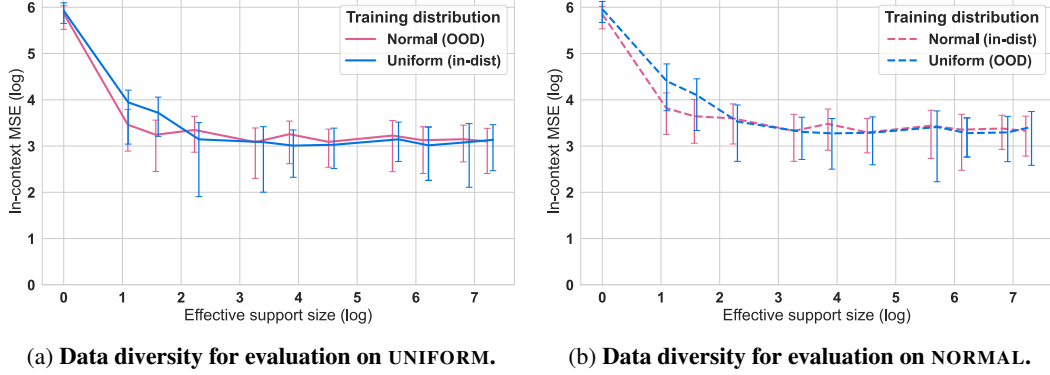 6
5
4
3
2
1
0
In-context MSE (log)
Training distribution
Normal (OOD)
Uniform (in-dist)
0 1 2 3 4 5 6 7
Effective support size (log)
(a) Data diversity for evaluation on UNIFORM.
6
5
4
3
2
1
0
In-context MSE (log)
Training distribution
Normal (in-dist)
Uniform (OOD)
0 1 2 3 4 5 6 7
Effective support size (log)
(b) Data diversity for evaluation on NORMAL.